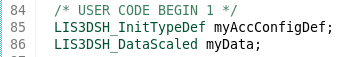 84 /* USER CODE BEGIN 1 */
85 LIS3DSH_InitTypeDef myAccConfigDef;
86 LIS3DSH_DataScaled myData;